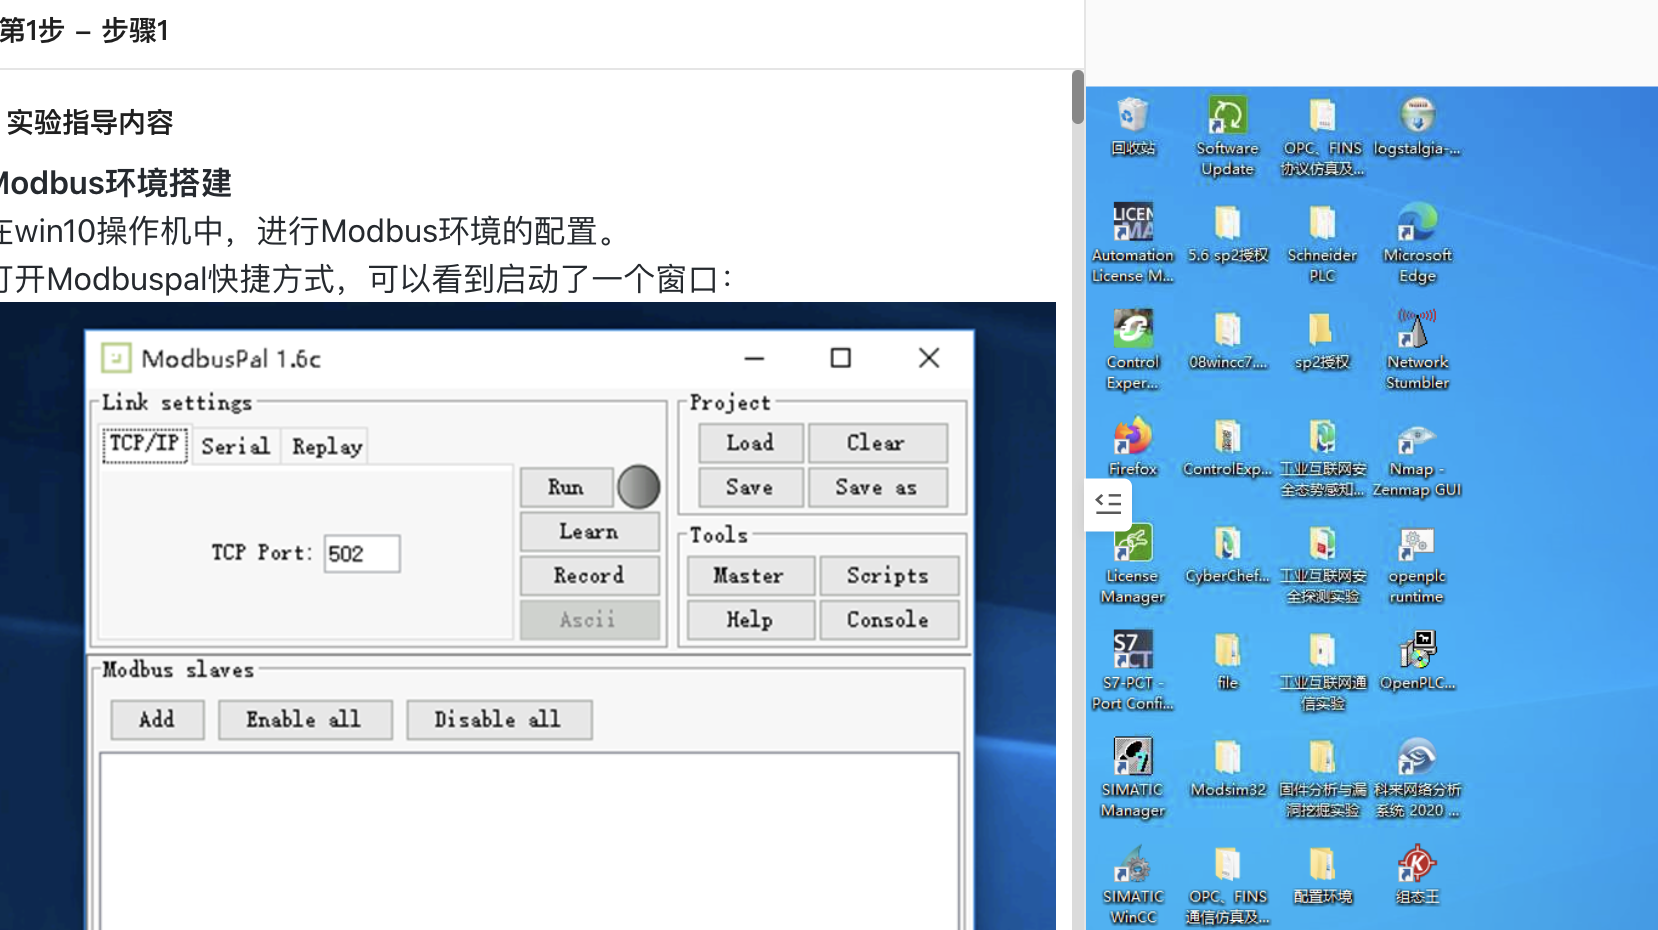 第1步 – 步骤1
实验指导内容
Modbus环境搭建
在win10操作机中，进行Modbus环境的配置。
打开Modbuspal快捷方式，可以看到启动了一个窗口：
ModbusPal 1.6c
Link settings
TCP/IP
Serial
Replay
TCP Port:
502
Run
Learn
Record
Ascii
Project
Load
Clear
Save
Save as
Tools
Master
Scripts
Help
Console
Modbus slaves
Add
Enable all
Disable all
回收站
Software
Update
OPC、FINS
协议仿真及...
logstalgia-...
LICEN
MA
Automation
License M...
5.6 sp2授权
Schneider
PLC
Microsoft
Edge
Control
Exper...
08wincc7....
sp2授权
Network
Stumbler
Firefox
ControlExp...
工业互联网安
全态势感知...
Nmap -
Zenmap GUI
License
Manager
CyberChef...
工业互联网安
全探测实验
openplc
runtime
S7
CT
S7-PCT -
Port Confi...
file
工业互联网通
信实验
OpenPLC...
SIMATIC
Manager
Modsim32
固件分析与漏
洞挖掘实验
科来网络分析
系统 2020 ...
SIMATIC
WinCC
OPC、FINS
通信仿真及...
配置环境
K
组态王